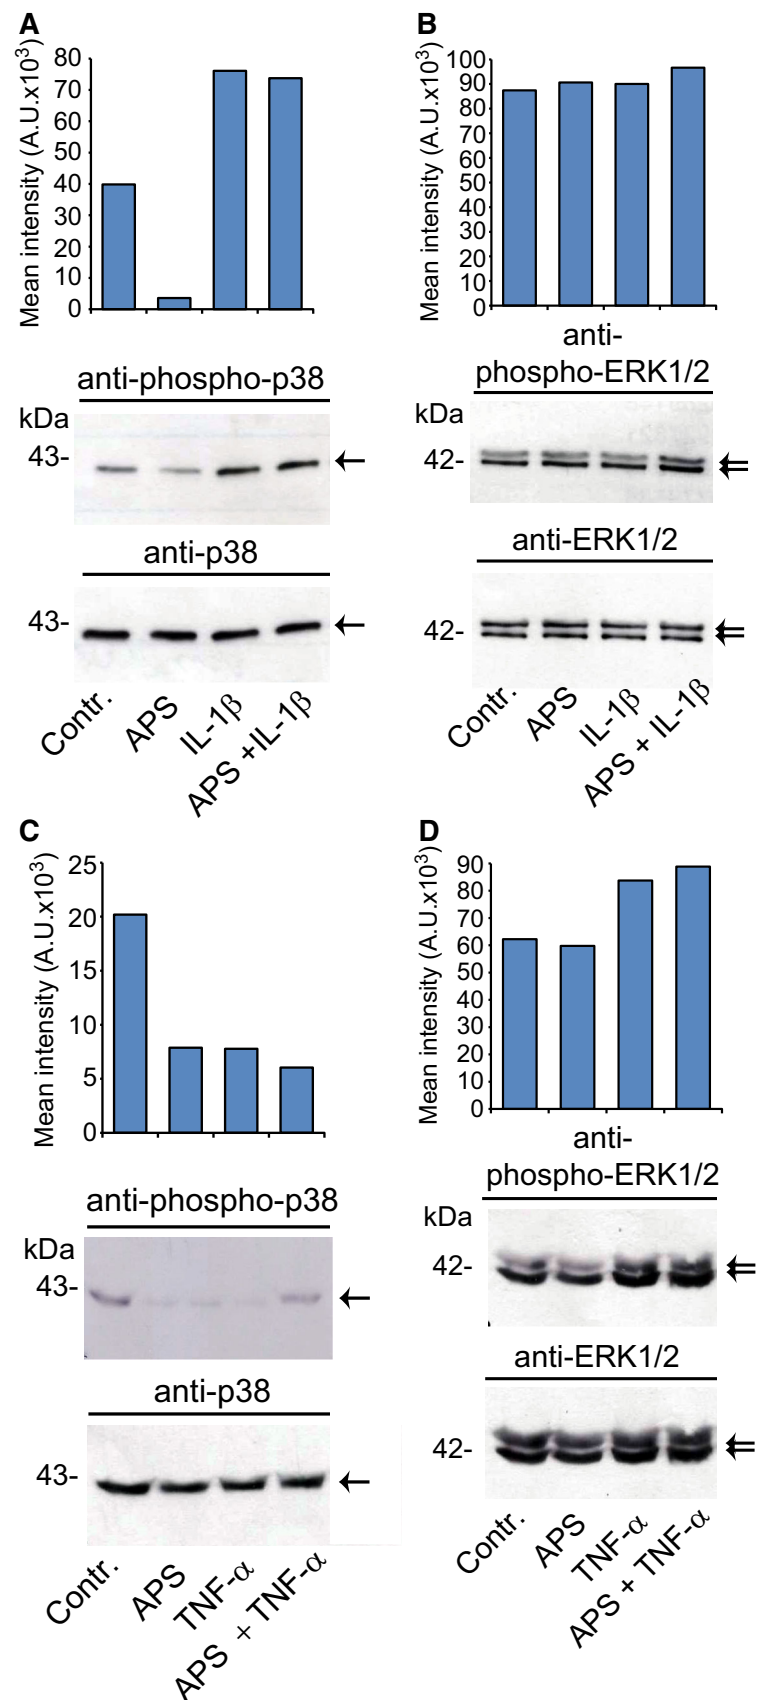 A
Mean intensity (A.U.x10³)
80
70
60
50
40
30
20
10
0
anti-phospho-p38
kDa
43-
anti-p38
43-
Contr.
APS
IL-1β
APS +IL-1β
B
Mean intensity (A.U.x10³)
100
90
80
70
60
50
40
30
20
10
0
anti-
phospho-ERK1/2
kDa
42-
anti-ERK1/2
42-
Contr.
APS
IL-1β
APS + IL-1β
C
Mean intensity (A.U.x10³)
25
20
15
10
5
0
anti-phospho-p38
kDa
43-
anti-p38
43-
Contr.
APS
TNF-α
APS + TNF-α
D
Mean intensity (A.U.x10³)
90
80
70
60
50
40
30
20
10
0
anti-
phospho-ERK1/2
kDa
42-
anti-ERK1/2
42-
Contr.
APS
TNF-α
APS + TNF-α